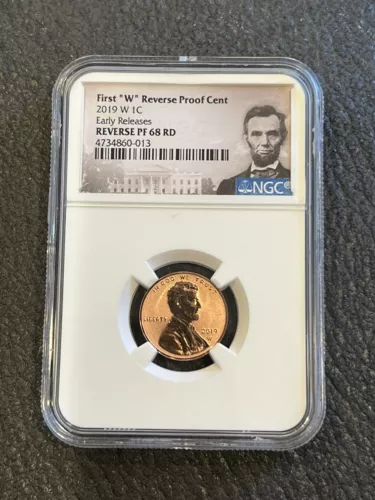 First "W" Reverse Proof Cent
2019 W 1C
Early Releases
REVERSE PF 68 RD
4734860-013
NGC
IN GOD WE TRUST
LIBERTY
2019
W